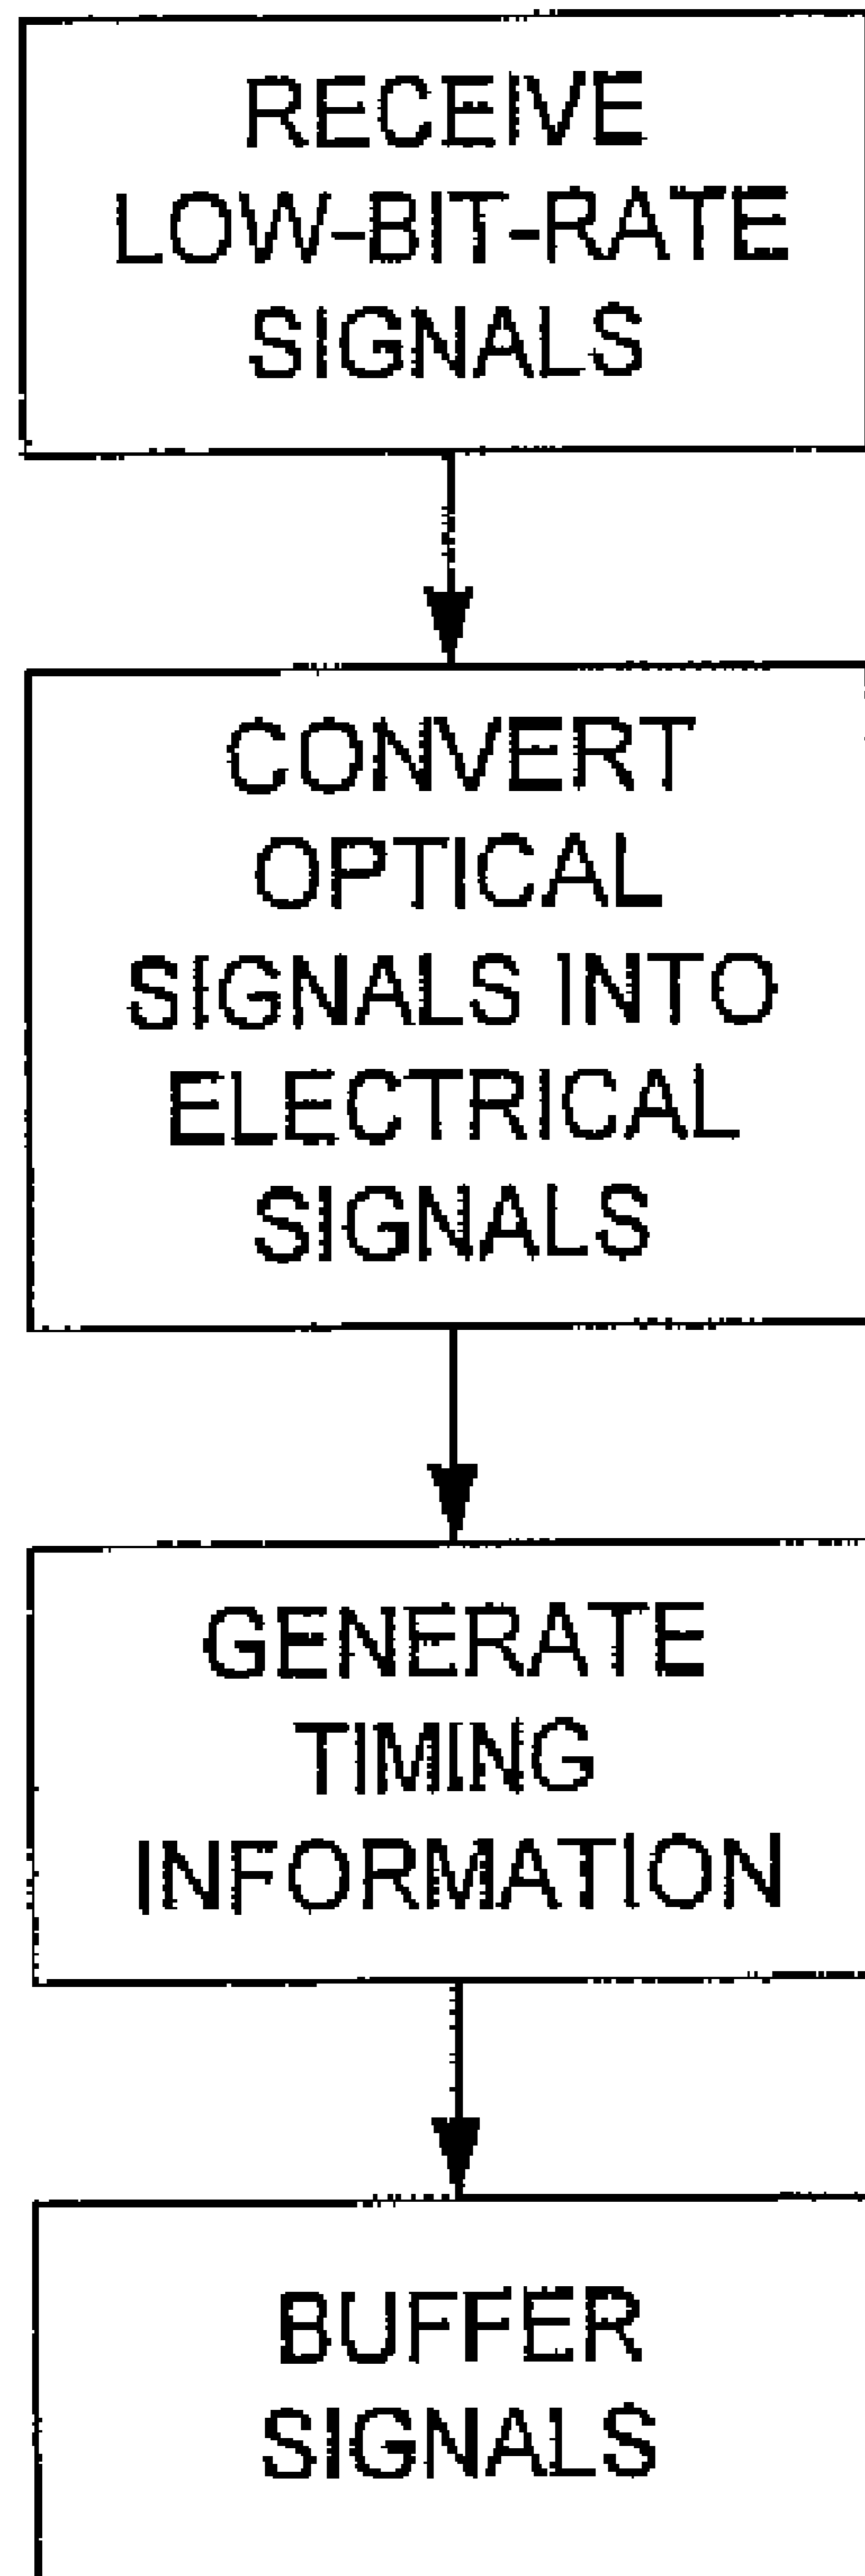 RECEIVE
LOW-BIT-RATE
SIGNALS
CONVERT
OPTICAL
SIGNALS INTO
ELECTRICAL
SIGNALS
GENERATE
TIMING
INFORMATION
BUFFER
SIGNALS